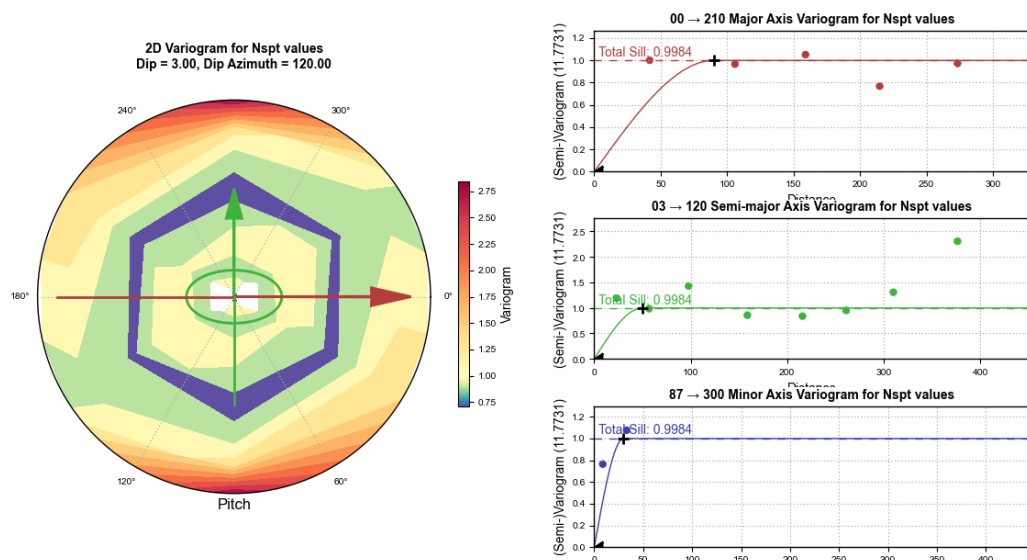 2D Variogram for Nspt values
Dip = 3.00, Dip Azimuth = 120.00
240°
300°
180°
0°
120°
60°
Pitch
2.75
2.50
2.25
2.00
1.75
1.50
1.25
1.00
0.75
Variogram
00 → 210 Major Axis Variogram for Nspt values
Total Sill: 0.9984
(Semi-)Variogram (11.7731)
1.2
1.0
0.8
0.6
0.4
0.2
0.0
0 50 100 150 200 250 300
Distance
03 → 120 Semi-major Axis Variogram for Nspt values
Total Sill: 0.9984
(Semi-)Variogram (11.7731)
2.5
2.0
1.5
1.0
0.5
0.0
0 100 200 300 400
Distance
87 → 300 Minor Axis Variogram for Nspt values
Total Sill: 0.9984
(Semi-)Variogram (11.7731)
1.2
1.0
0.8
0.6
0.4
0.2
0.0
0 50 100 150 200 250 300 350 400